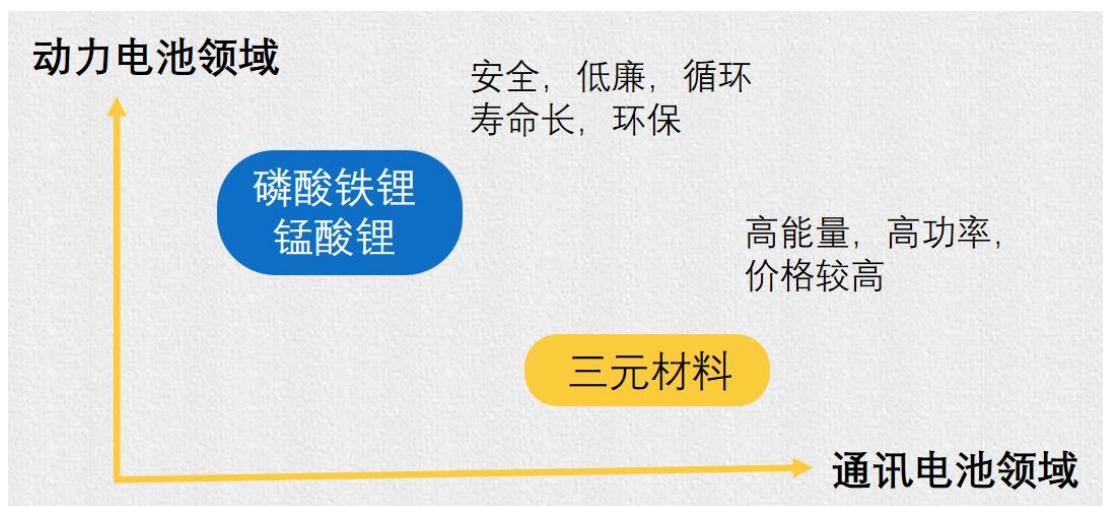 动力电池领域
安全，低廉，循环
寿命长，环保
磷酸铁锂
锰酸锂
高能量，高功率，
价格较高
三元材料
通讯电池领域